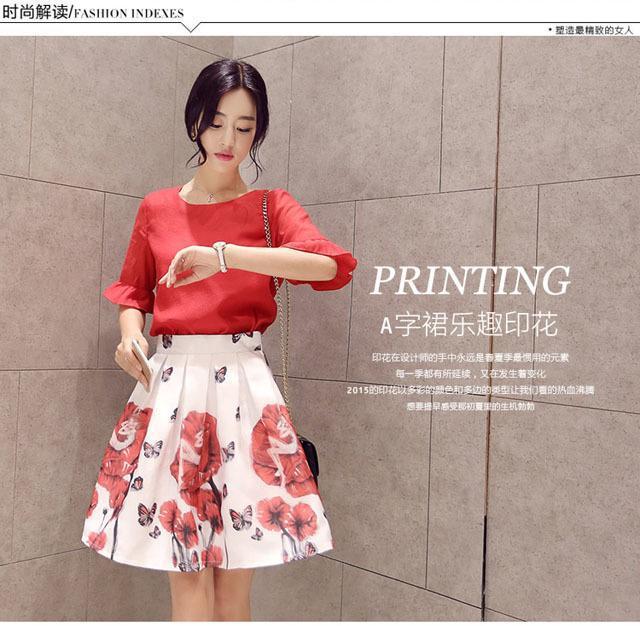 时尚解读/FASHION INDEXES
•塑造最精致的女人
PRINTING
A字裙乐趣印花
印花在设计师的手中永远是春夏季最惯用的元素
每一季都有所延续，又在发生着变化
2015的印花以多彩的颜色和多边的类型让我们看的热血沸腾
想要提早感受那初夏里的生机勃勃